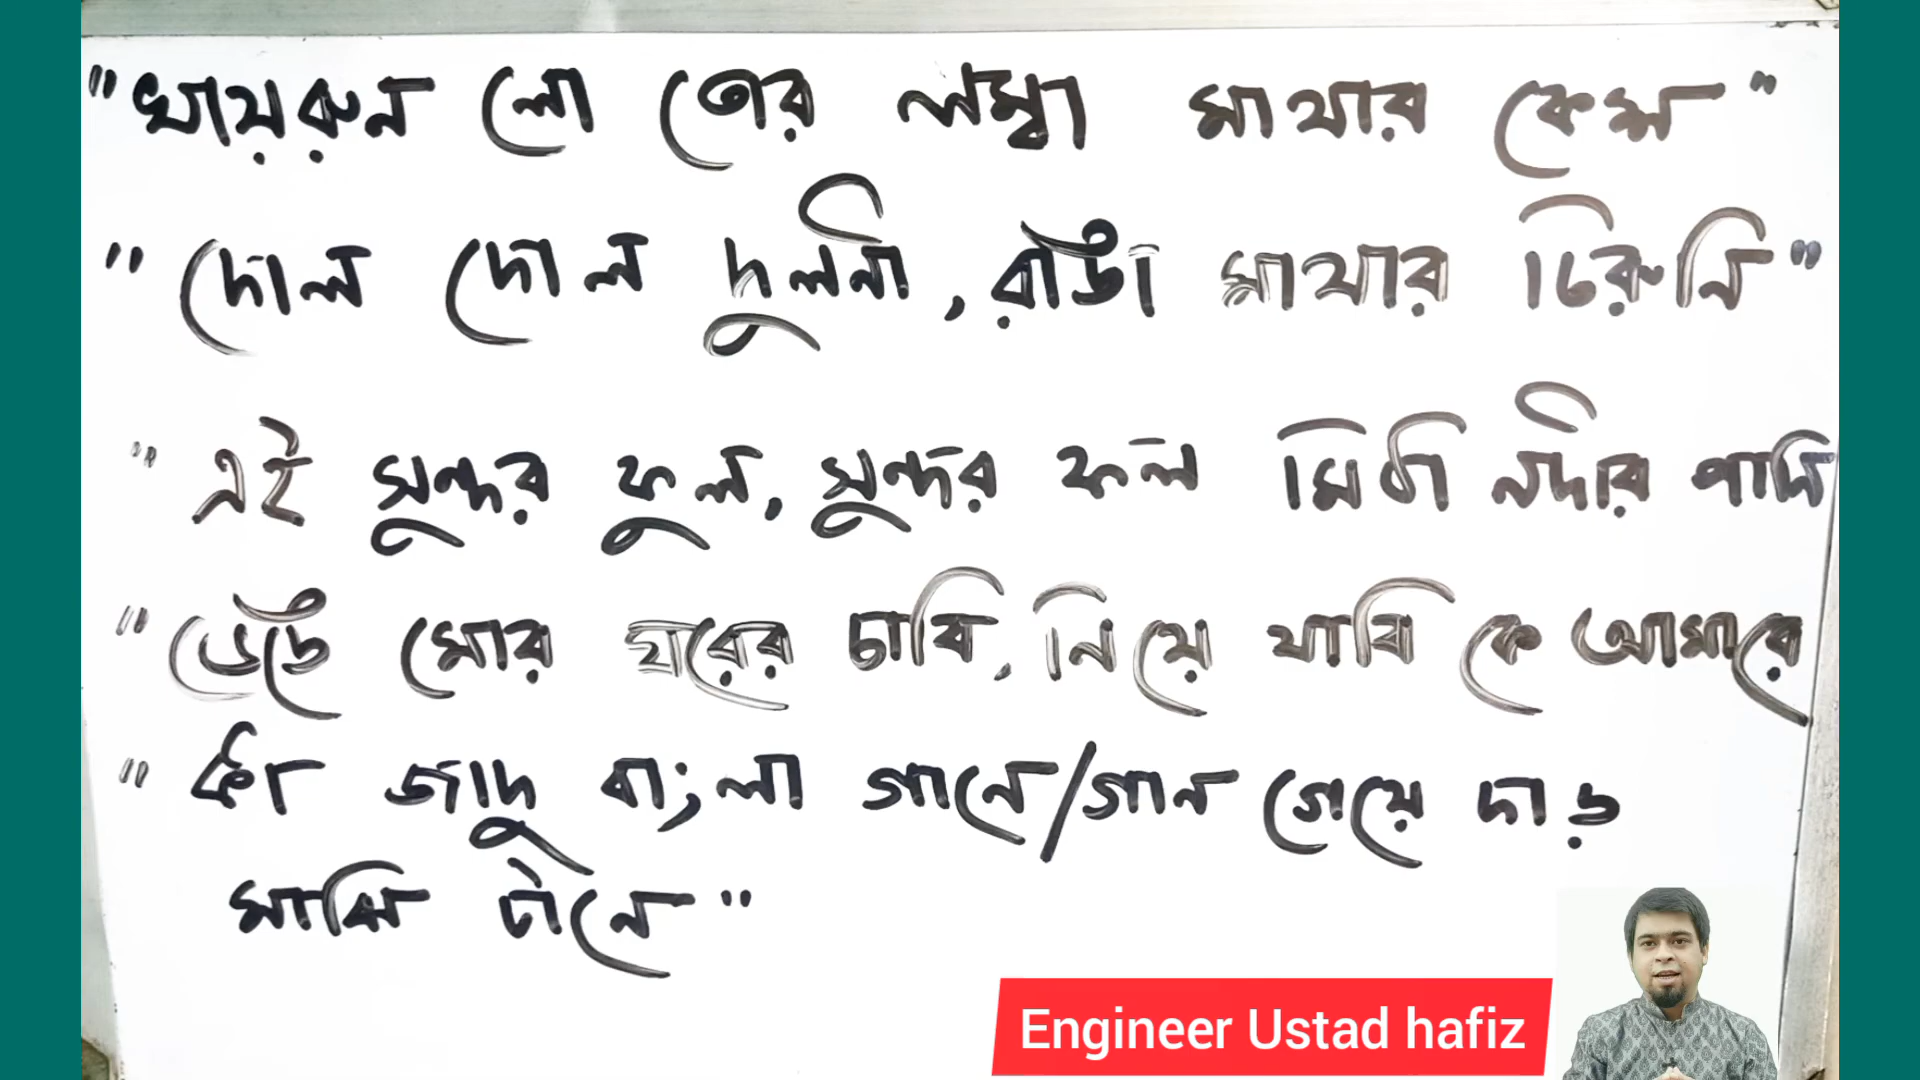 "খায়রুন লো তোর লম্বা মাথার কেশ"
"দোল দোল দুলনী, রাঙা মাথার চিরুনি"
"এই সুন্দর ফুল, সুন্দর ফল মিঠা নদীর পানি
"ভেঙে মোর ঘরের চাবি, নিয়ে যাবি কে আমারে
"কী জাদু বাংলা গানে/গান গেয়ে দাড়
মাঝি টানে"
Engineer Ustad hafiz